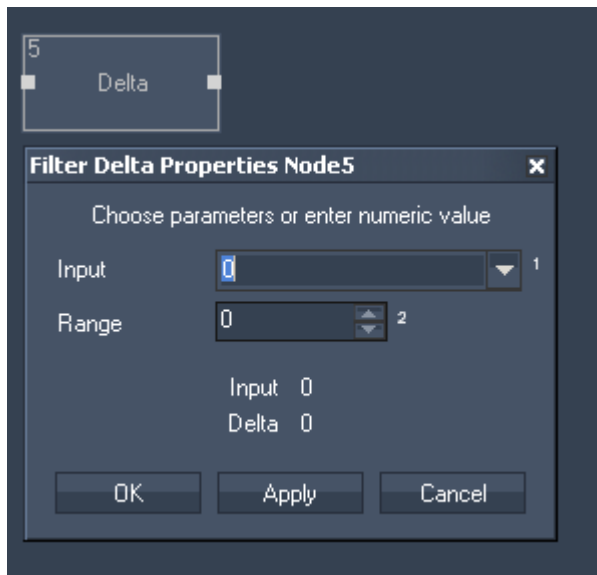 5
Delta
Filter Delta Properties Node5
Choose parameters or enter numeric value
Input 0 1
Range 0 2
Input 0
Delta 0
OK Apply Cancel